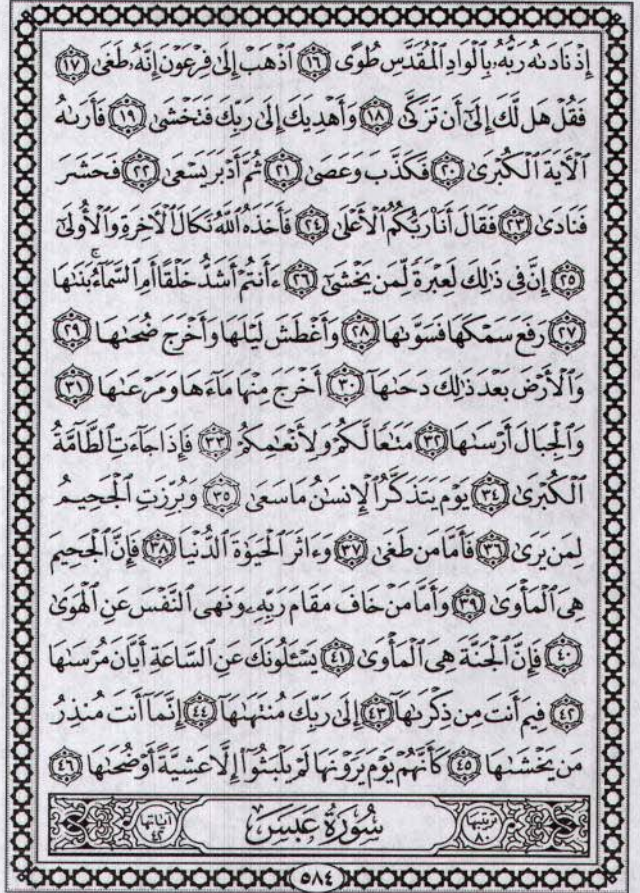 إِذْ نَادَىٰهُ رَبُّهُۥ بِٱلْوَادِ ٱلْمُقَدَّسِ طُوًى ١٦ ٱذْهَبْ إِلَىٰ فِرْعَوْنَ إِنَّهُۥ طَغَىٰ ١٧
فَقُلْ هَل لَّكَ إِلَىٰٓ أَن تَزَكَّىٰ ١٨ وَأَهْدِيَكَ إِلَىٰ رَبِّكَ فَتَخْشَىٰ ١٩ فَأَرَىٰهُ
ٱلْأٓيَةَ ٱلْكُبْرَىٰ ٢٠ فَكَذَّبَ وَعَصَىٰ ٢١ ثُمَّ أَدْبَرَ يَسْعَىٰ ٢٢ فَحَشَرَ
فَنَادَىٰ ٢٣ فَقَالَ أَنَا۠ رَبُّكُمُ ٱلْأَعْلَىٰ ٢٤ فَأَخَذَهُ ٱللَّهُ نَكَالَ ٱلْأٓخِرَةِ وَٱلْأُولَىٰٓ
٢٥ إِنَّ فِى ذَٰلِكَ لَعِبْرَةً لِّمَن يَخْشَىٰٓ ٢٦ ءَأَنتُمْ أَشَدُّ خَلْقًا أَمِ ٱلسَّمَآءُ ۚ بَنَىٰهَا
٢٧ رَفَعَ سَمْكَهَا فَسَوَّىٰهَا ٢٨ وَأَغْطَشَ لَيْلَهَا وَأَخْرَجَ ضُحَىٰهَا ٢٩
وَٱلْأَرْضَ بَعْدَ ذَٰلِكَ دَحَىٰهَآ ٣٠ أَخْرَجَ مِنْهَا مَآءَهَا وَمَرْعَىٰهَا ٣١
وَٱلْجِبَالَ أَرْسَىٰهَا ٣٢ مَتَٰعًا لَّكُمْ وَلِأَنْعَٰمِكُمْ ٣٣ فَإِذَا جَآءَتِ ٱلطَّآمَّةُ
ٱلْكُبْرَىٰ ٣٤ يَوْمَ يَتَذَكَّرُ ٱلْإِنسَٰنُ مَا سَعَىٰ ٣٥ وَبُرِّزَتِ ٱلْجَحِيمُ
لِمَن يَرَىٰ ٣٦ فَأَمَّا مَن طَغَىٰ ٣٧ وَءَاثَرَ ٱلْحَيَوٰةَ ٱلدُّنْيَا ٣٨ فَإِنَّ ٱلْجَحِيمَ
هِىَ ٱلْمَأْوَىٰ ٣٩ وَأَمَّا مَنْ خَافَ مَقَامَ رَبِّهِۦ وَنَهَى ٱلنَّفْسَ عَنِ ٱلْهَوَىٰ
٤٠ فَإِنَّ ٱلْجَنَّةَ هِىَ ٱلْمَأْوَىٰ ٤١ يَسْـَٔلُونَكَ عَنِ ٱلسَّاعَةِ أَيَّانَ مُرْسَىٰهَا
٤٢ فِيمَ أَنتَ مِن ذِكْرَىٰهَآ ٤٣ إِلَىٰ رَبِّكَ مُنتَهَىٰهَآ ٤٤ إِنَّمَآ أَنتَ مُنذِرُ
مَن يَخْشَىٰهَا ٤٥ كَأَنَّهُمْ يَوْمَ يَرَوْنَهَا لَمْ يَلْبَثُوٓا۟ إِلَّا عَشِيَّةً أَوْ ضُحَىٰهَا ٤٦
ترتيبها ٨٠ سُورَةُ عَبَسَ آياتها ٤٢
٥٨٤